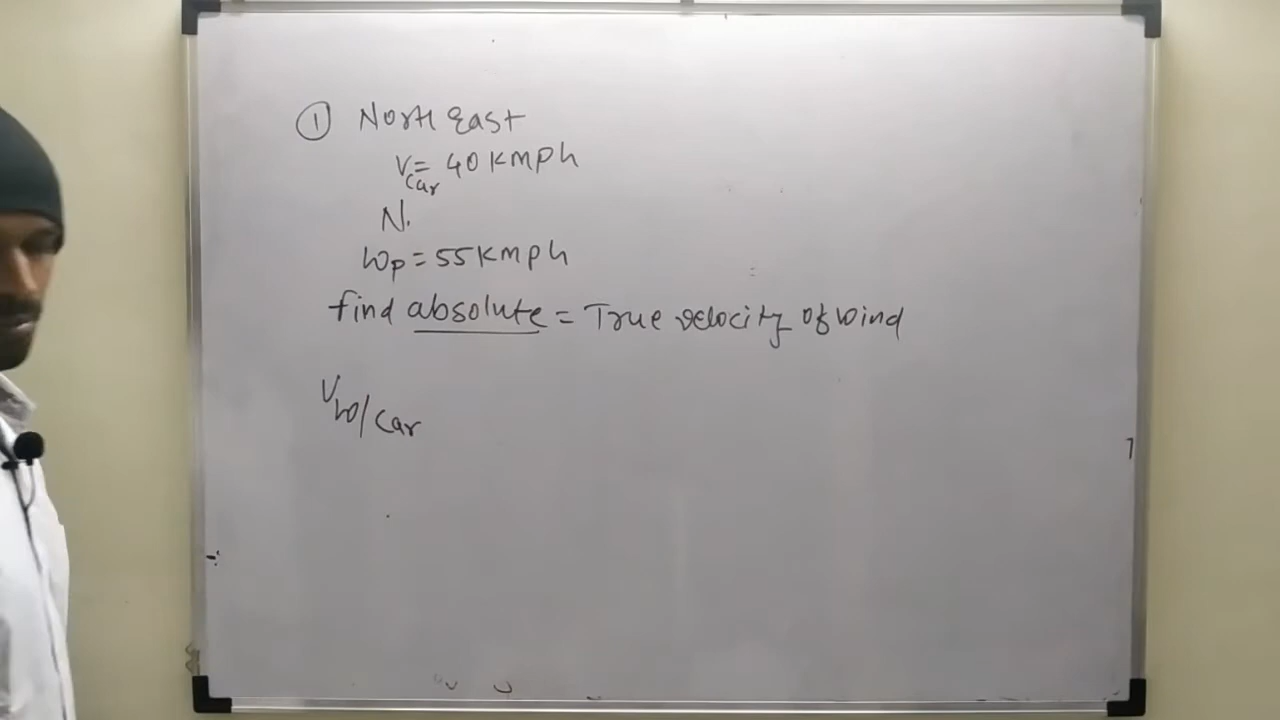 ① North East
V car = 40 kmph
N.
Wp = 55 kmph
find absolute = True velocity of wind
V w/car